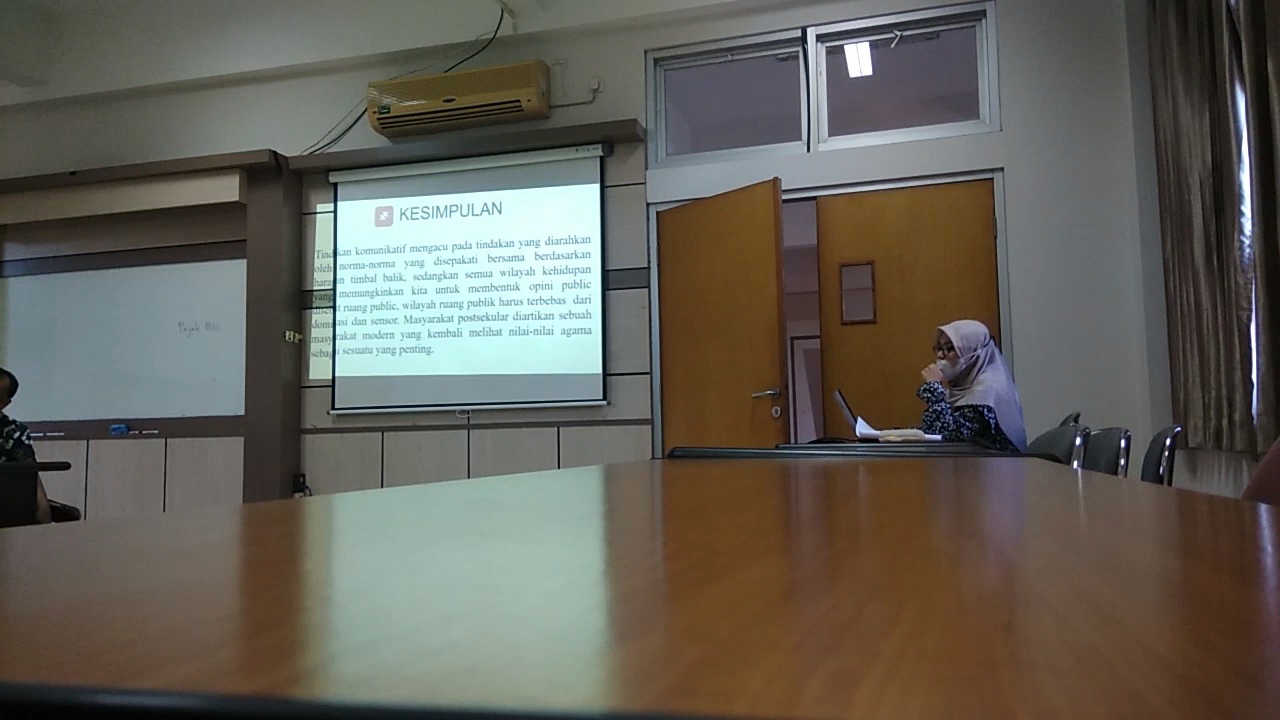 KESIMPULAN
Tindakan komunikatif mengacu pada tindakan yang diarahkan
oleh norma-norma yang disepakati bersama berdasarkan
harapan timbal balik, sedangkan semua wilayah kehidupan
yang memungkinkan kita untuk membentuk opini public
disebut ruang public, wilayah ruang publik harus terbebas dari
dominasi dan sensor. Masyarakat postsekular diartikan sebuah
masyarakat modern yang kembali melihat nilai-nilai agama
sebagai sesuatu yang penting.